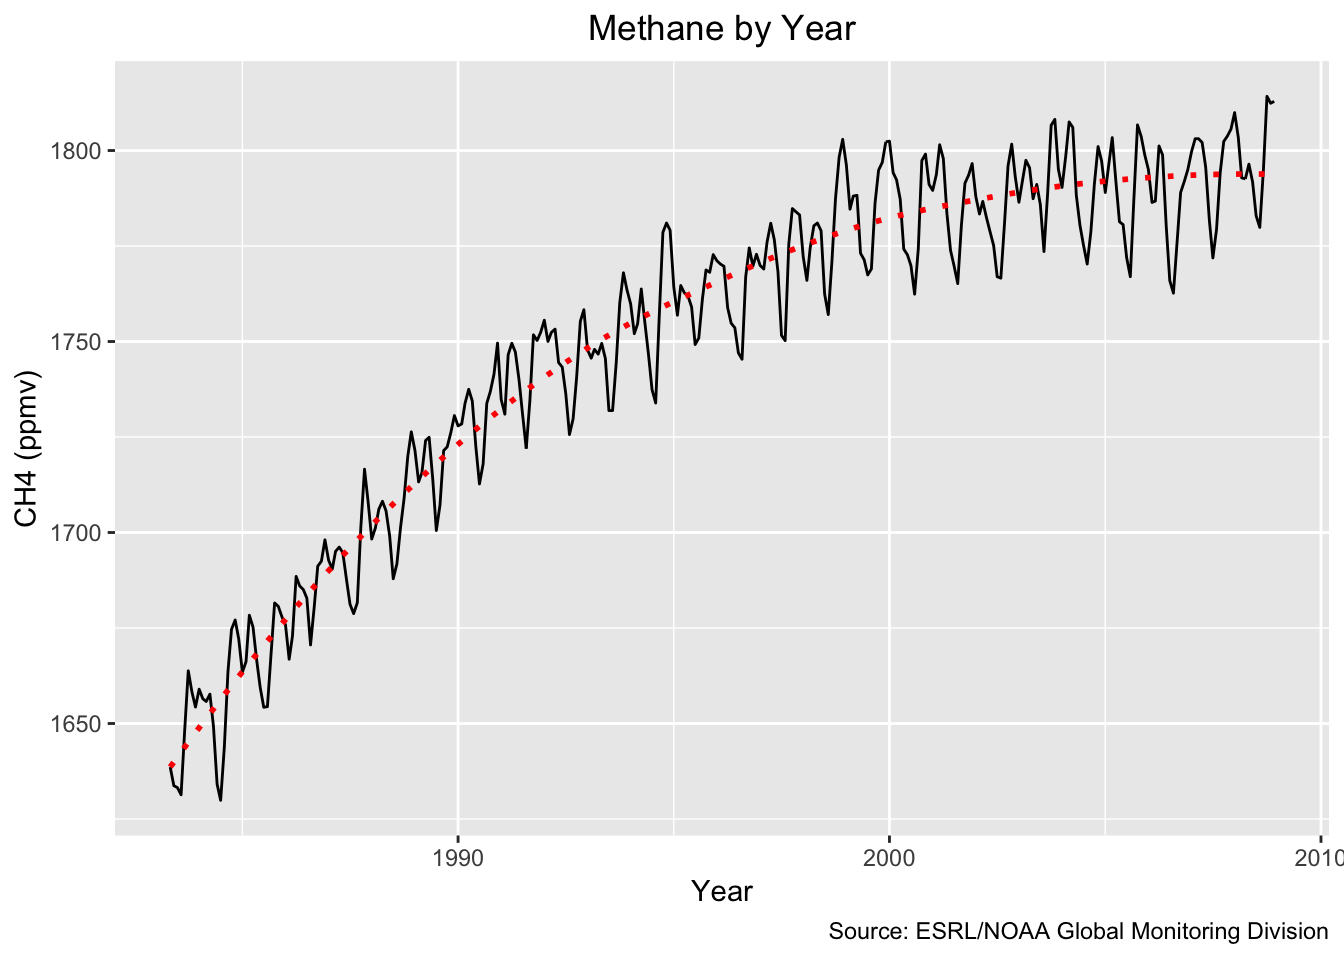 Methane by Year
CH4 (ppmv)
1800
1750
1700
1650
1990
2000
2010
Year
Source: ESRL/NOAA Global Monitoring Division